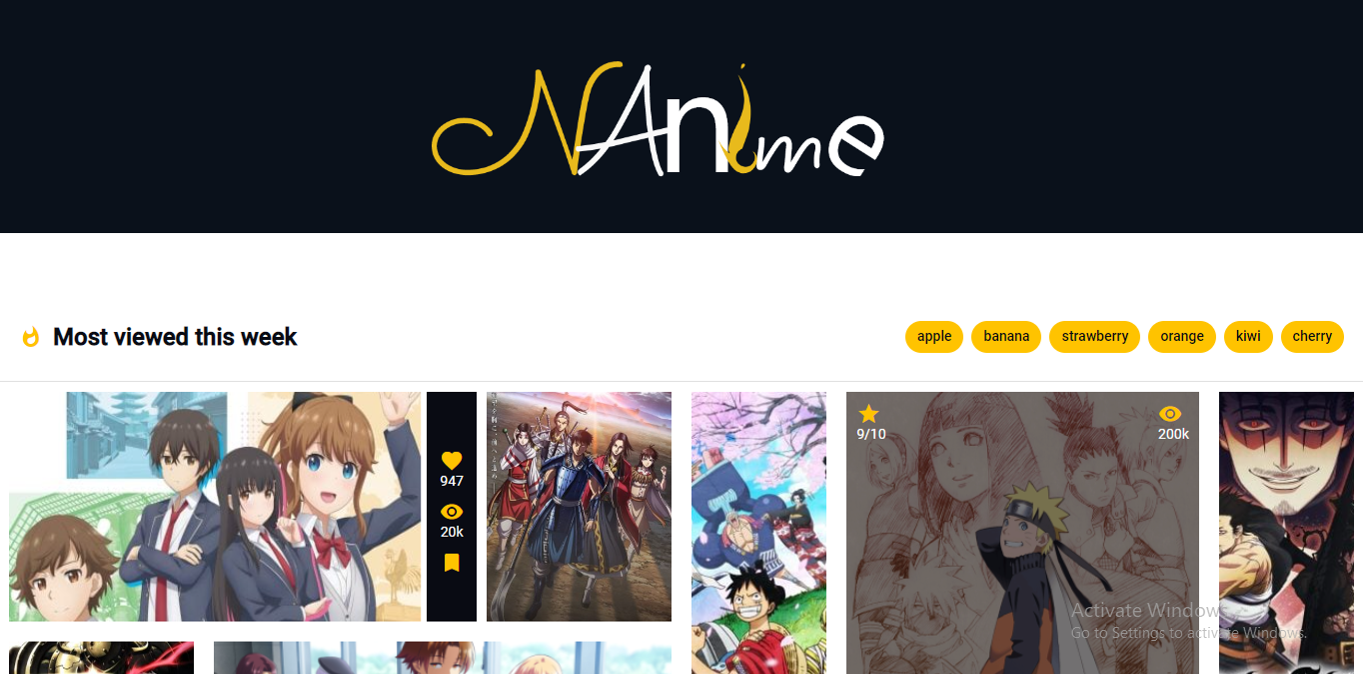 NAnime
Most viewed this week
apple
banana
strawberry
orange
kiwi
cherry
947
20k
9/10
200k
Activate Windows
Go to Settings to activate Windows.